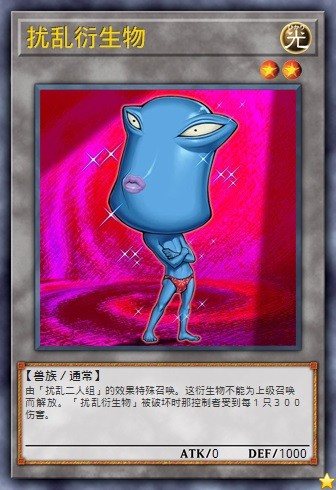 扰乱衍生物
光
【兽族／通常】
由「扰乱二人组」的效果特殊召唤。这衍生物不能为上级召唤
而解放。「扰乱衍生物」被破坏时那控制者受到每１只３００
伤害。
ATK/0 DEF/1000